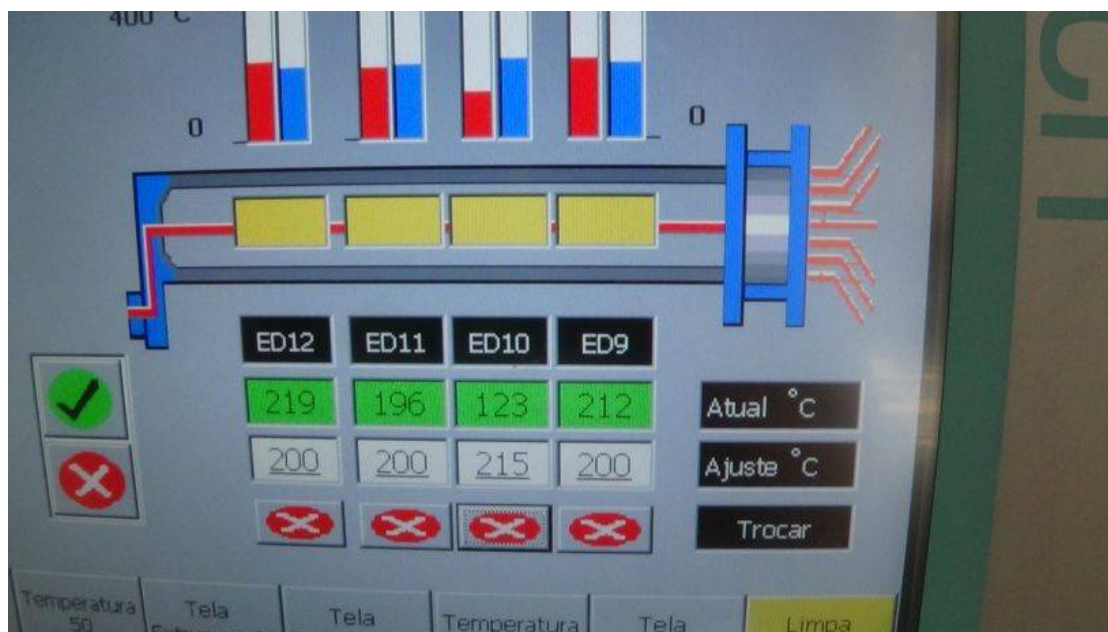 400 °C
0
0
ED12 ED11 ED10 ED9
219 196 123 212 Atual °C
200 200 215 200 Ajuste °C
Trocar
Temperatura Tela Tela Temperatura Tela Limpa
50